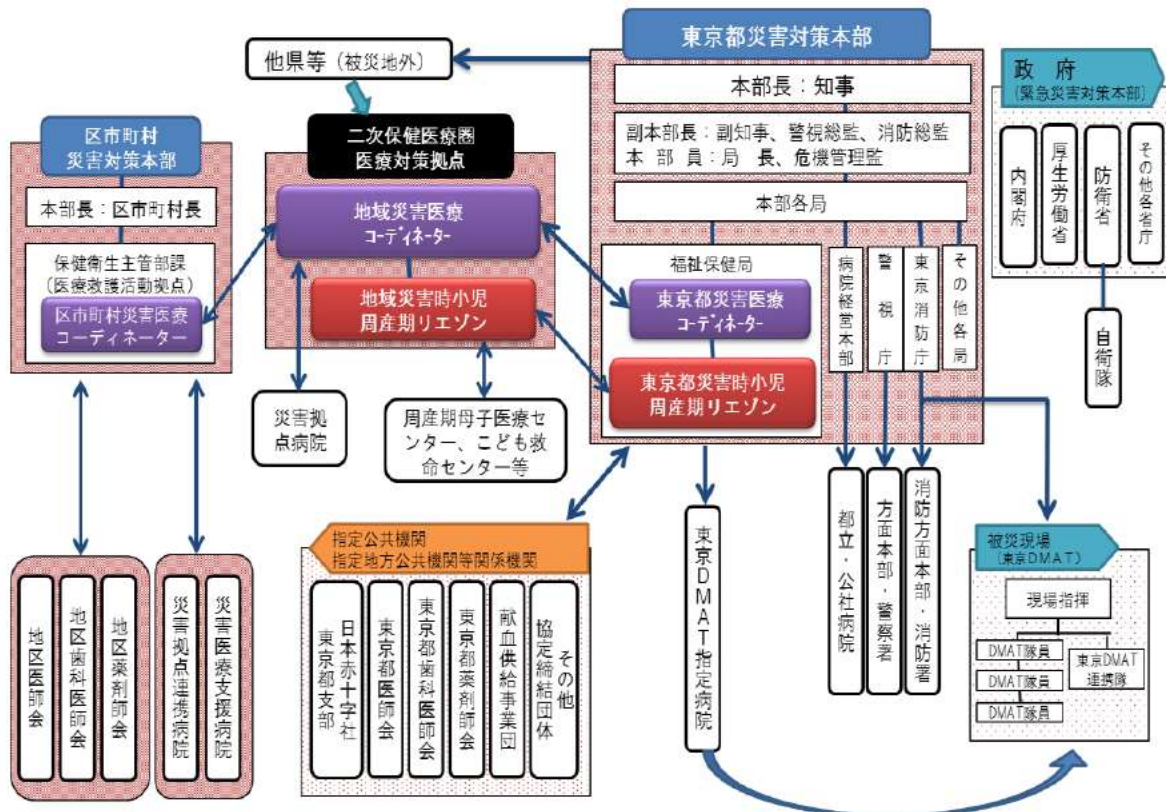 他県等（被災地外）
東京都災害対策本部
本部長：知事
副本部長：副知事、警視総監、消防総監
本 部 員：局　長、危機管理監
本部各局
福祉保健局
東京都災害医療
コーディネーター
東京都災害時小児
周産期リエゾン
病院経営本部
警視庁
東京消防庁
その他各局
政　府
（緊急災害対策本部）
内閣府
厚生労働省
防衛省
その他各省庁
自衛隊
区市町村
災害対策本部
本部長：区市町村長
保健衛生主管部課
（医療救護活動拠点）
区市町村災害医療
コーディネーター
二次保健医療圏
医療対策拠点
地域災害医療
コーディネーター
地域災害時小児
周産期リエゾン
災害拠
点病院
周産期母子医療セ
ンター、こども救
命センター等
地区医師会
地区歯科医師会
地区薬剤師会
災害拠点連携病院
災害医療支援病院
指定公共機関
指定地方公共機関等関係機関
日本赤十字社
東京都支部
東京都医師会
東京都歯科医師会
東京都薬剤師会
献血供給事業団
その他
協定締結団体
東京DMAT指定病院
都立・公社病院
方面本部・警察署
消防方面本部・消防署
被災現場
（東京DMAT）
現場指揮
DMAT隊員
DMAT隊員
DMAT隊員
東京DMAT
連携隊